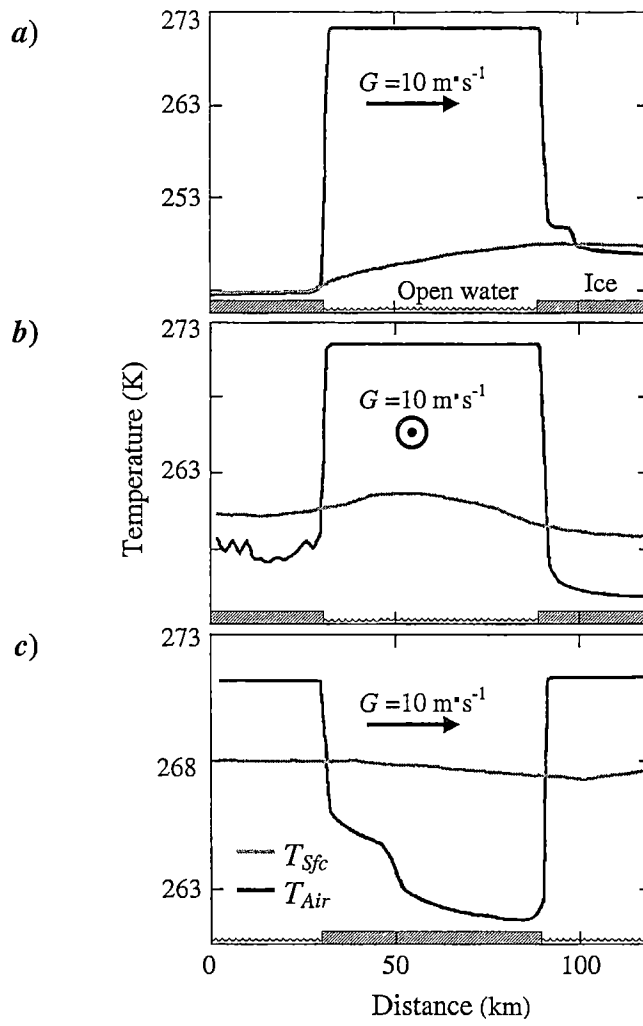 a)
273
263
253
G =10 m·s-1
Open water
Ice
b)
273
263
G =10 m·s-1
Temperature (K)
c)
273
268
263
G =10 m·s-1
TSfc
TAir
0
50
100
Distance (km)